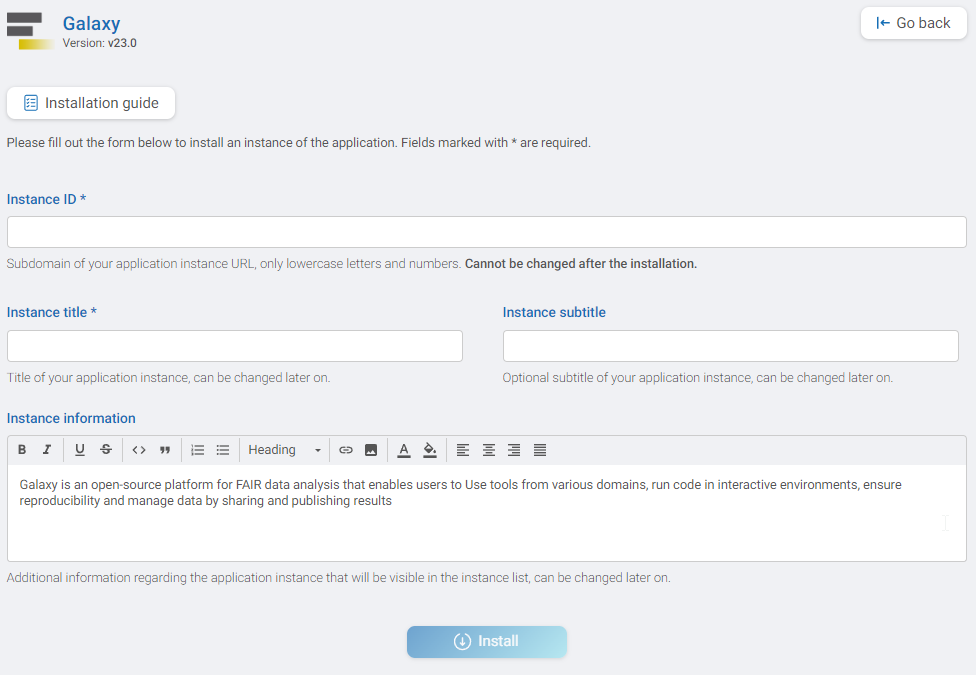 Galaxy
Version: v23.0
Go back
Installation guide
Please fill out the form below to install an instance of the application. Fields marked with * are required.
Instance ID *
Subdomain of your application instance URL, only lowercase letters and numbers. Cannot be changed after the installation.
Instance title *
Title of your application instance, can be changed later on.
Instance subtitle
Optional subtitle of your application instance, can be changed later on.
Instance information
B I U S Heading A
Galaxy is an open-source platform for FAIR data analysis that enables users to Use tools from various domains, run code in interactive environments, ensure
reproducibility and manage data by sharing and publishing results
Additional information regarding the application instance that will be visible in the instance list, can be changed later on.
Install